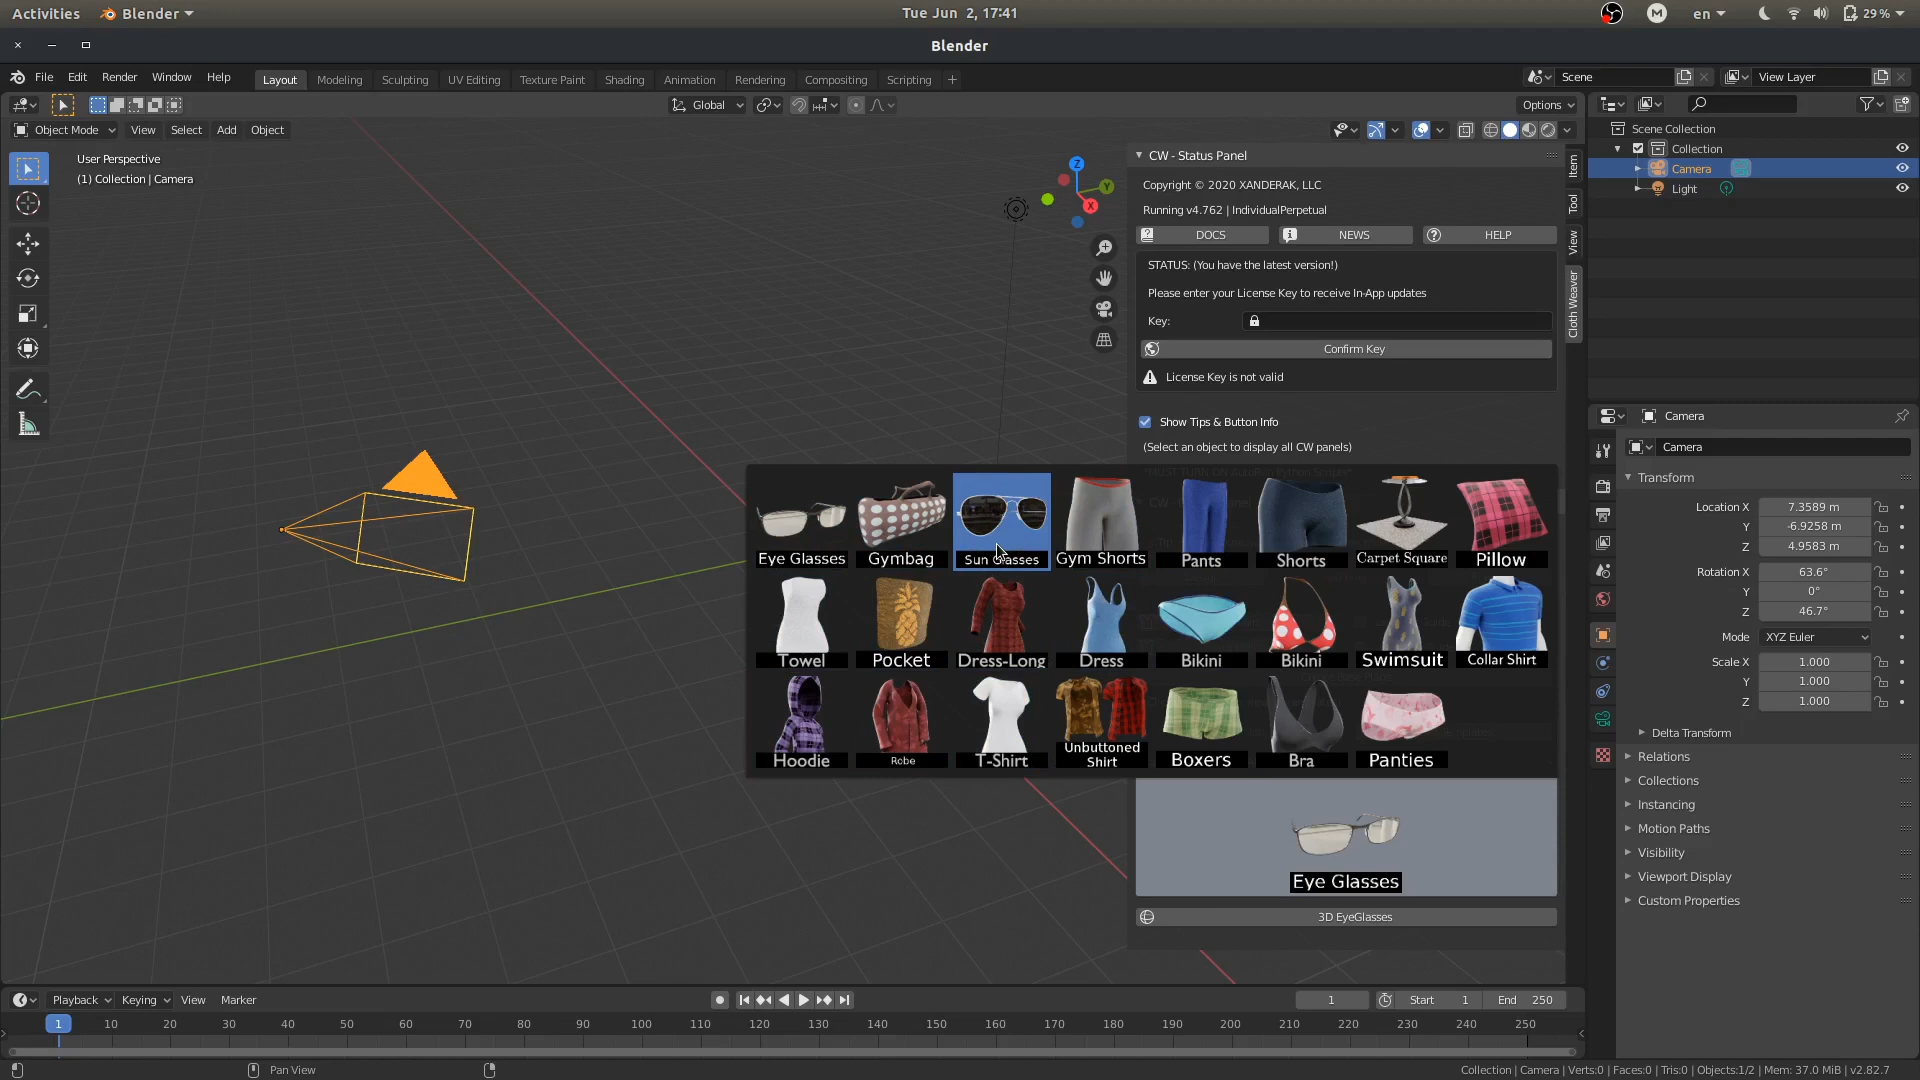 Activities Blender Tue Jun 2, 17:41 M en 29 %
Blender
File Edit Render Window Help Layout Modeling Sculpting UV Editing Texture Paint Shading Animation Rendering Compositing Scripting + Scene View Layer
Global Options
Object Mode View Select Add Object
User Perspective
(1) Collection | Camera
Z
Y
X
CW - Status Panel
Copyright © 2020 XANDERAK, LLC
Running v4.762 | IndividualPerpetual
DOCS NEWS HELP
STATUS: (You have the latest version!)
Please enter your License Key to receive In-App updates
Key:
Confirm Key
License Key is not valid
Show Tips & Button Info
(Select an object to display all CW panels)
Item
Tool
View
Cloth Weaver
Eye Glasses Gymbag Sun Glasses Gym Shorts Pants Shorts Carpet Square Pillow
Towel Pocket Dress-Long Dress Bikini Bikini Swimsuit Collar Shirt
Hoodie Robe T-Shirt Unbuttoned Shirt Boxers Bra Panties
Eye Glasses
3D EyeGlasses
Scene Collection
Collection
Camera
Light
Camera
Camera
Transform
Location X 7.3589 m
Y -6.9258 m
Z 4.9583 m
Rotation X 63.6°
Y 0°
Z 46.7°
Mode XYZ Euler
Scale X 1.000
Y 1.000
Z 1.000
Delta Transform
Relations
Collections
Instancing
Motion Paths
Visibility
Viewport Display
Custom Properties
Playback Keying View Marker 1 Start 1 End 250
1 10 20 30 40 50 60 70 80 90 100 110 120 130 140 150 160 170 180 190 200 210 220 230 240 250
Pan View Collection | Camera | Verts:0 | Faces:0 | Tris:0 | Objects:1/2 | Mem: 37.0 MiB | v2.82.7